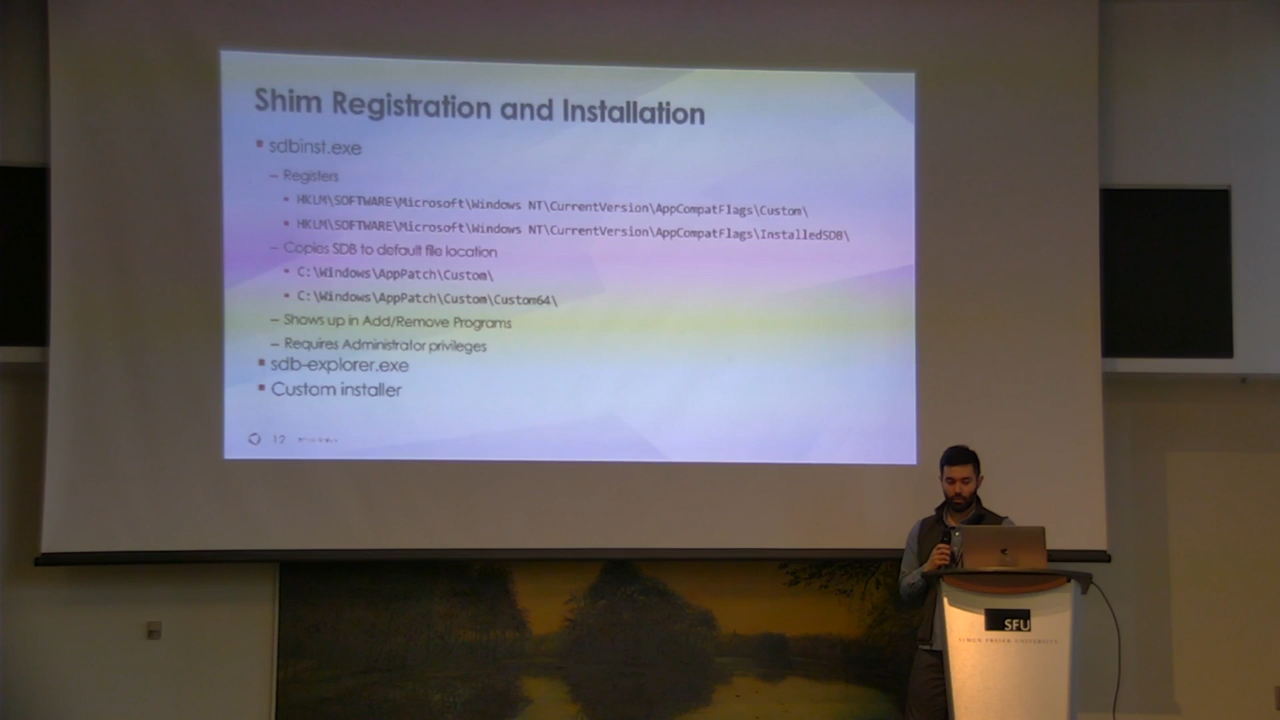 Shim Registration and Installation
▪ sdbinst.exe
– Registers
▪ HKLM\SOFTWARE\Microsoft\Windows NT\CurrentVersion\AppCompatFlags\Custom\
▪ HKLM\SOFTWARE\Microsoft\Windows NT\CurrentVersion\AppCompatFlags\InstalledSDB\
– Copies SDB to default file location
▪ C:\Windows\AppPatch\Custom\
▪ C:\Windows\AppPatch\Custom\Custom64\
– Shows up in Add/Remove Programs
– Requires Administrator privileges
▪ sdb-explorer.exe
▪ Custom installer
12
SFU
SIMON FRASER UNIVERSITY